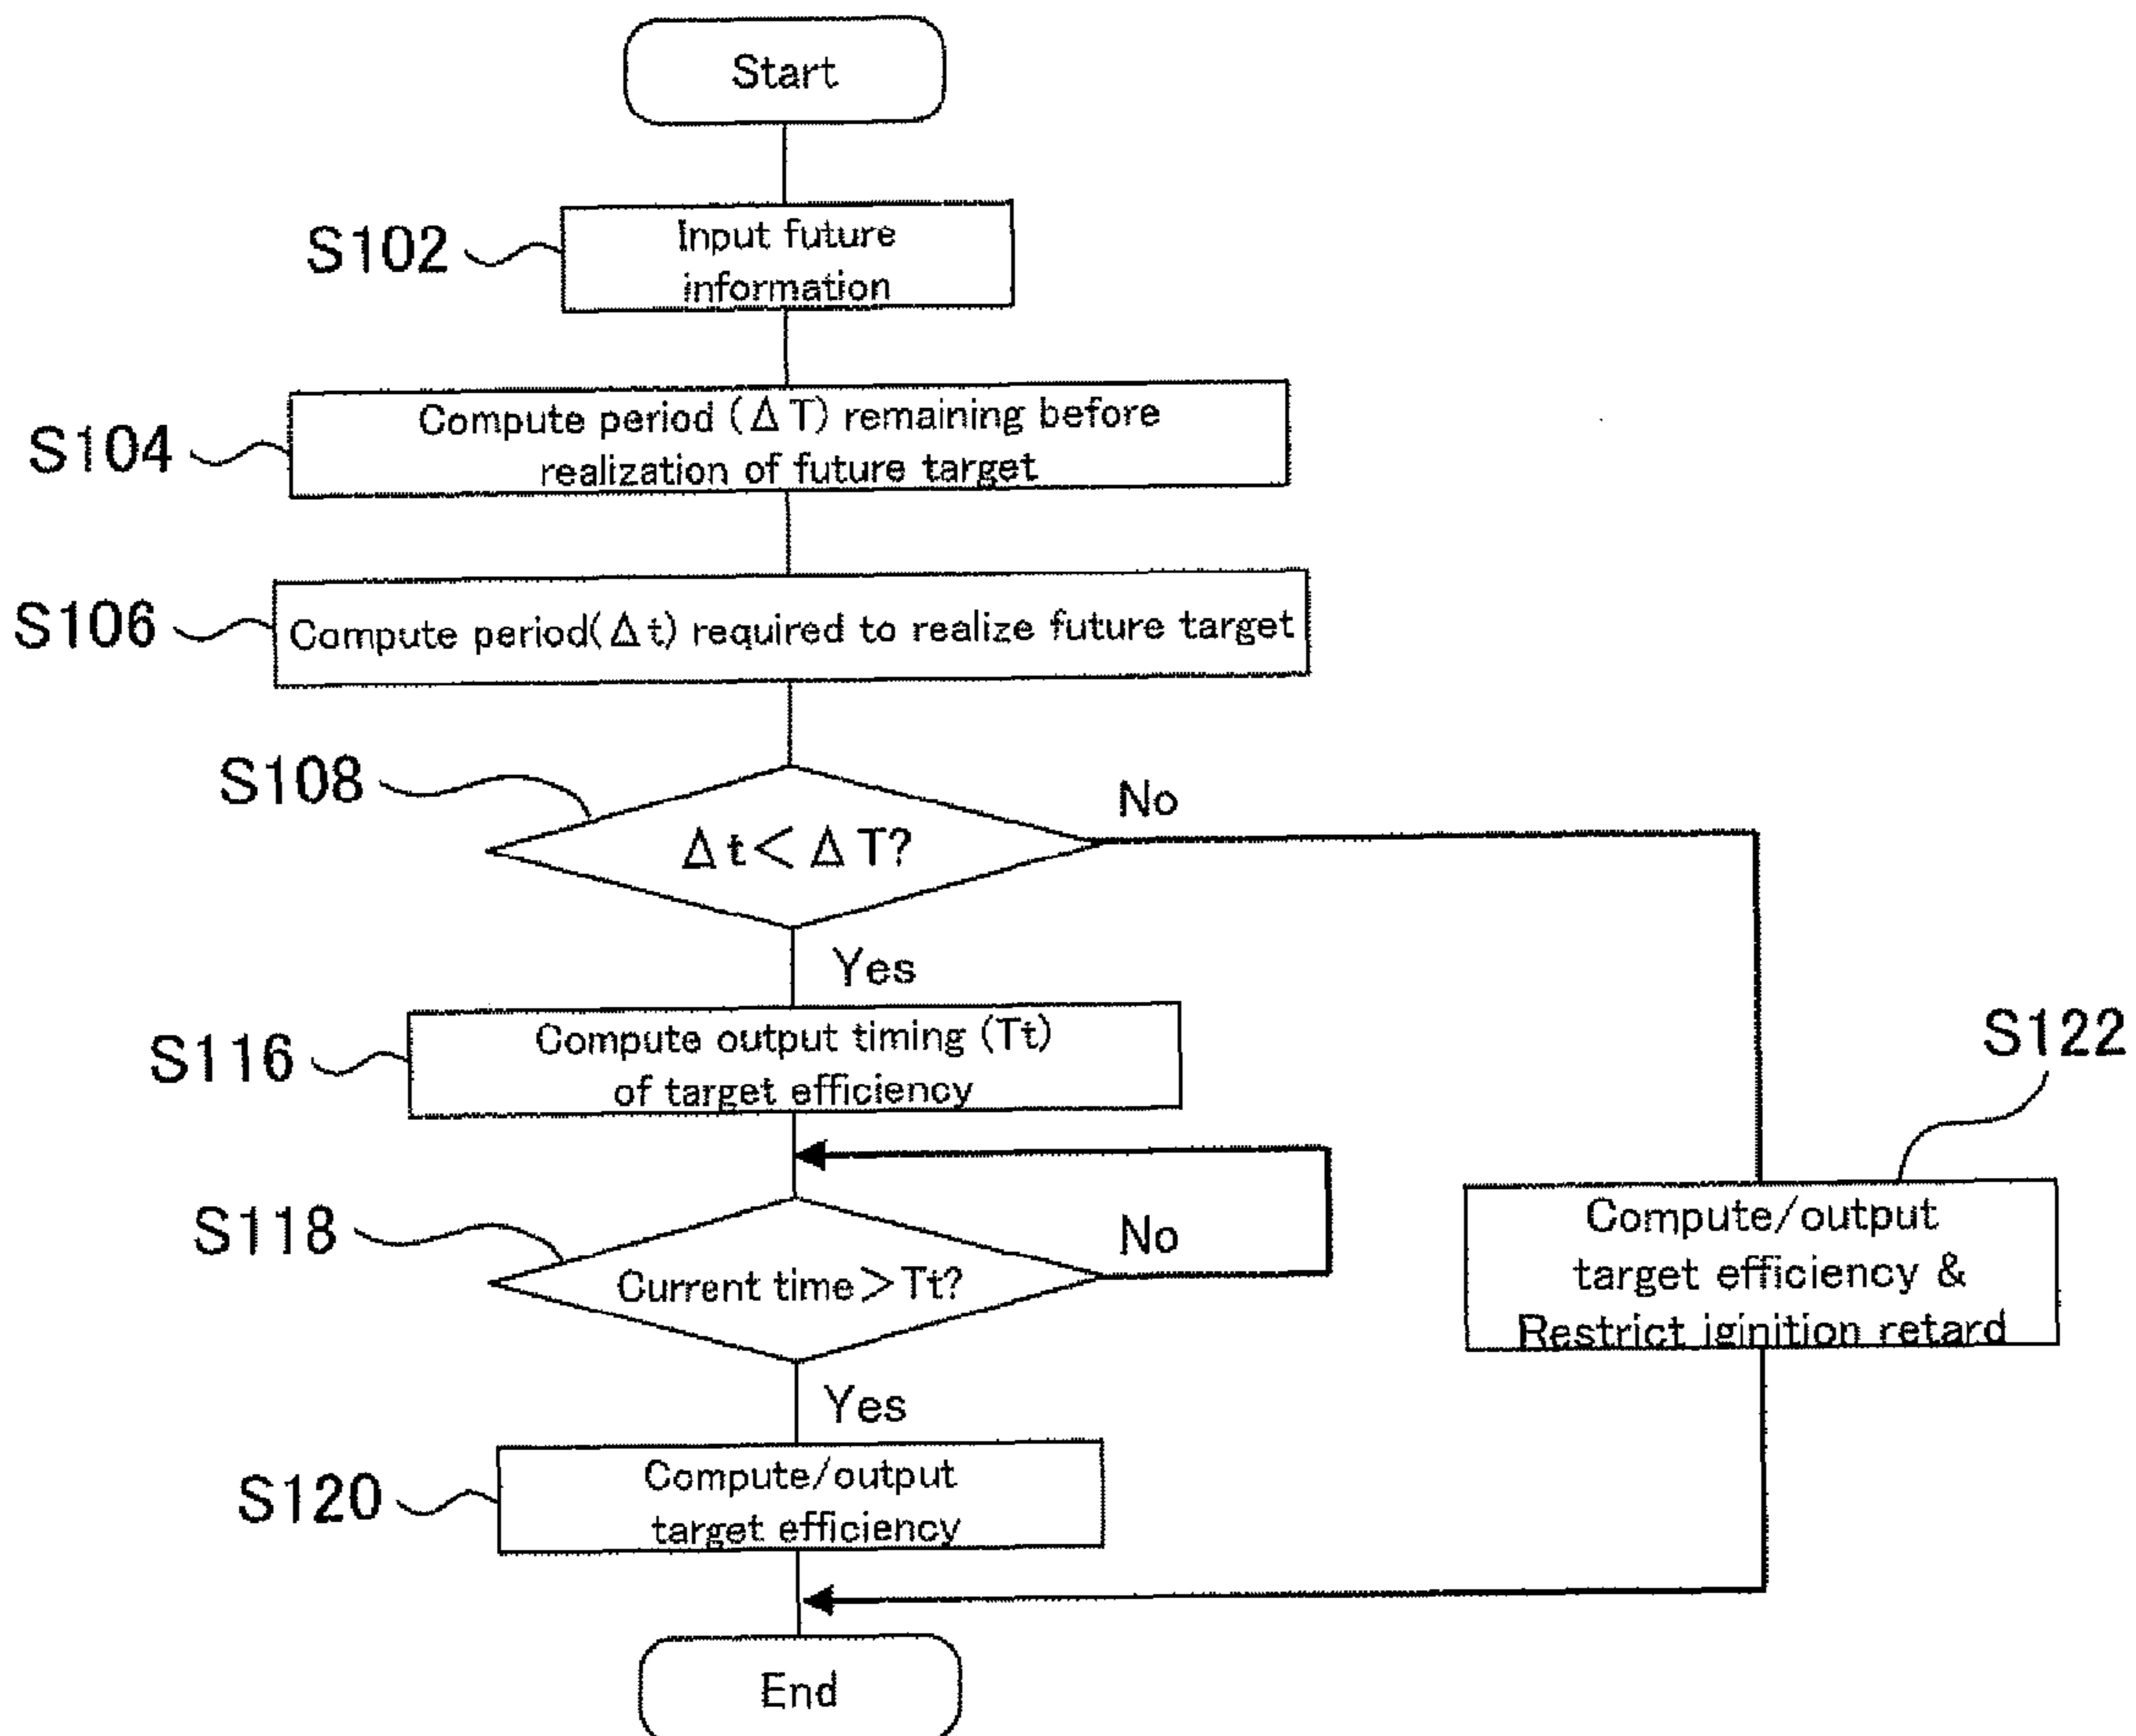 Start
S102
Input future
information
S104
Compute period (ΔT) remaining before
realization of future target
S106
Compute period(Δt) required to realize future target
S108
Δt<ΔT?
No
Yes
S116
Compute output timing (Tt)
of target efficiency
S122
Compute/output
target efficiency &
Restrict iginition retard
S118
Current time>Tt?
No
Yes
S120
Compute/output
target efficiency
End